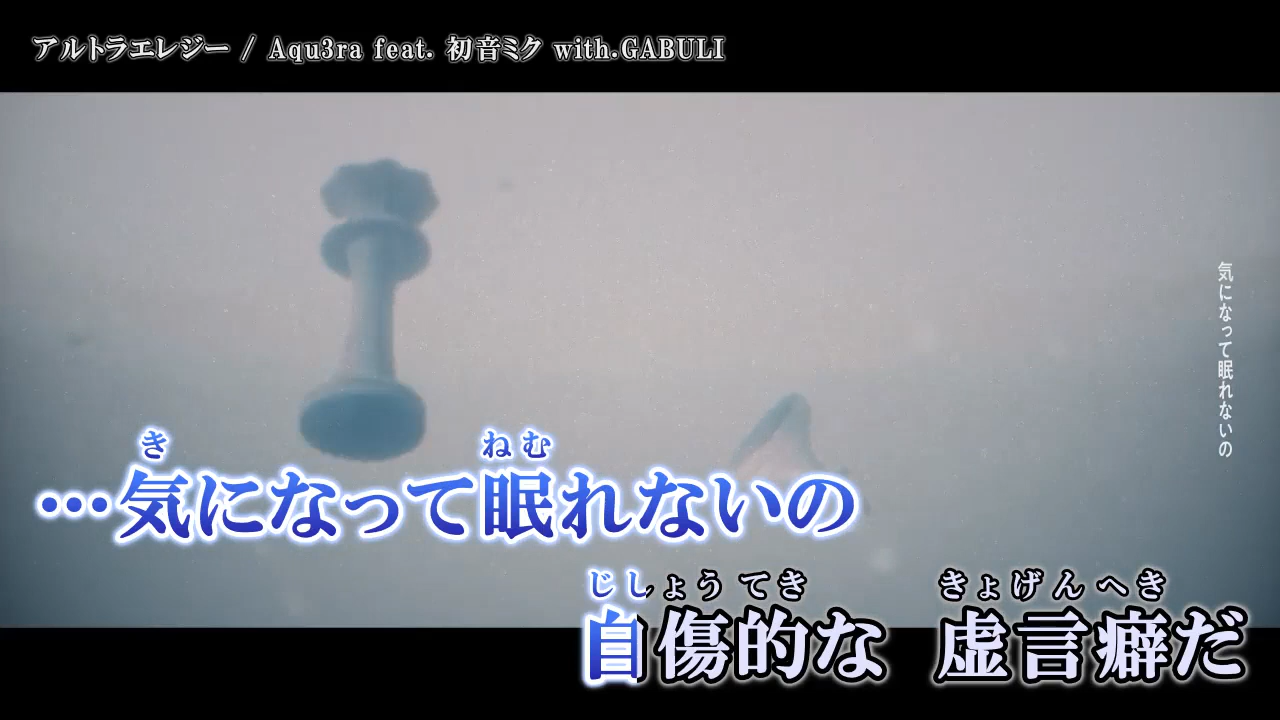 アルトラエレジー / Aqu3ra feat. 初音ミク with.GABULI
気になって眠れないの
き ねむ
…気になって眠れないの
じしょうてき きょげんへき
自傷的な 虚言癖だ